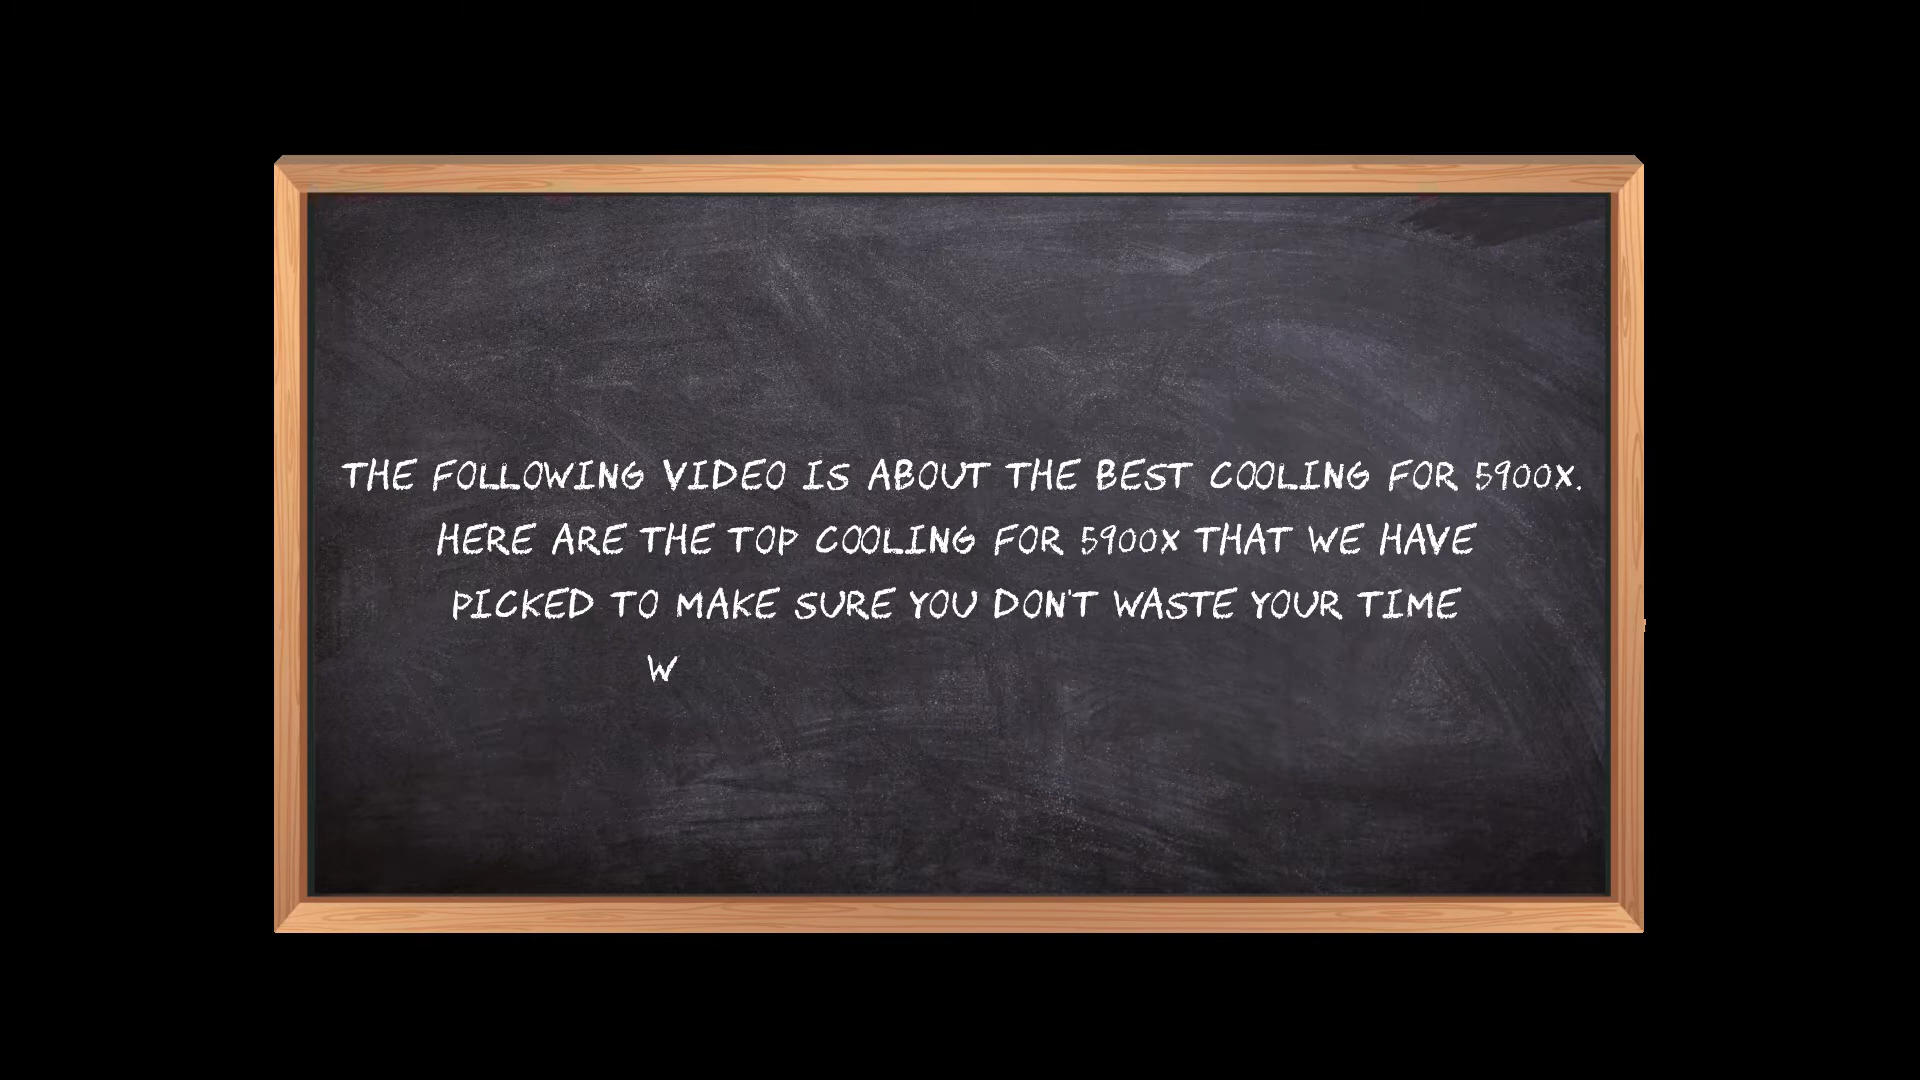 THE FOLLOWING VIDEO IS ABOUT THE BEST COOLING FOR 5900X.
HERE ARE THE TOP COOLING FOR 5900X THAT WE HAVE
PICKED TO MAKE SURE YOU DON'T WASTE YOUR TIME
W